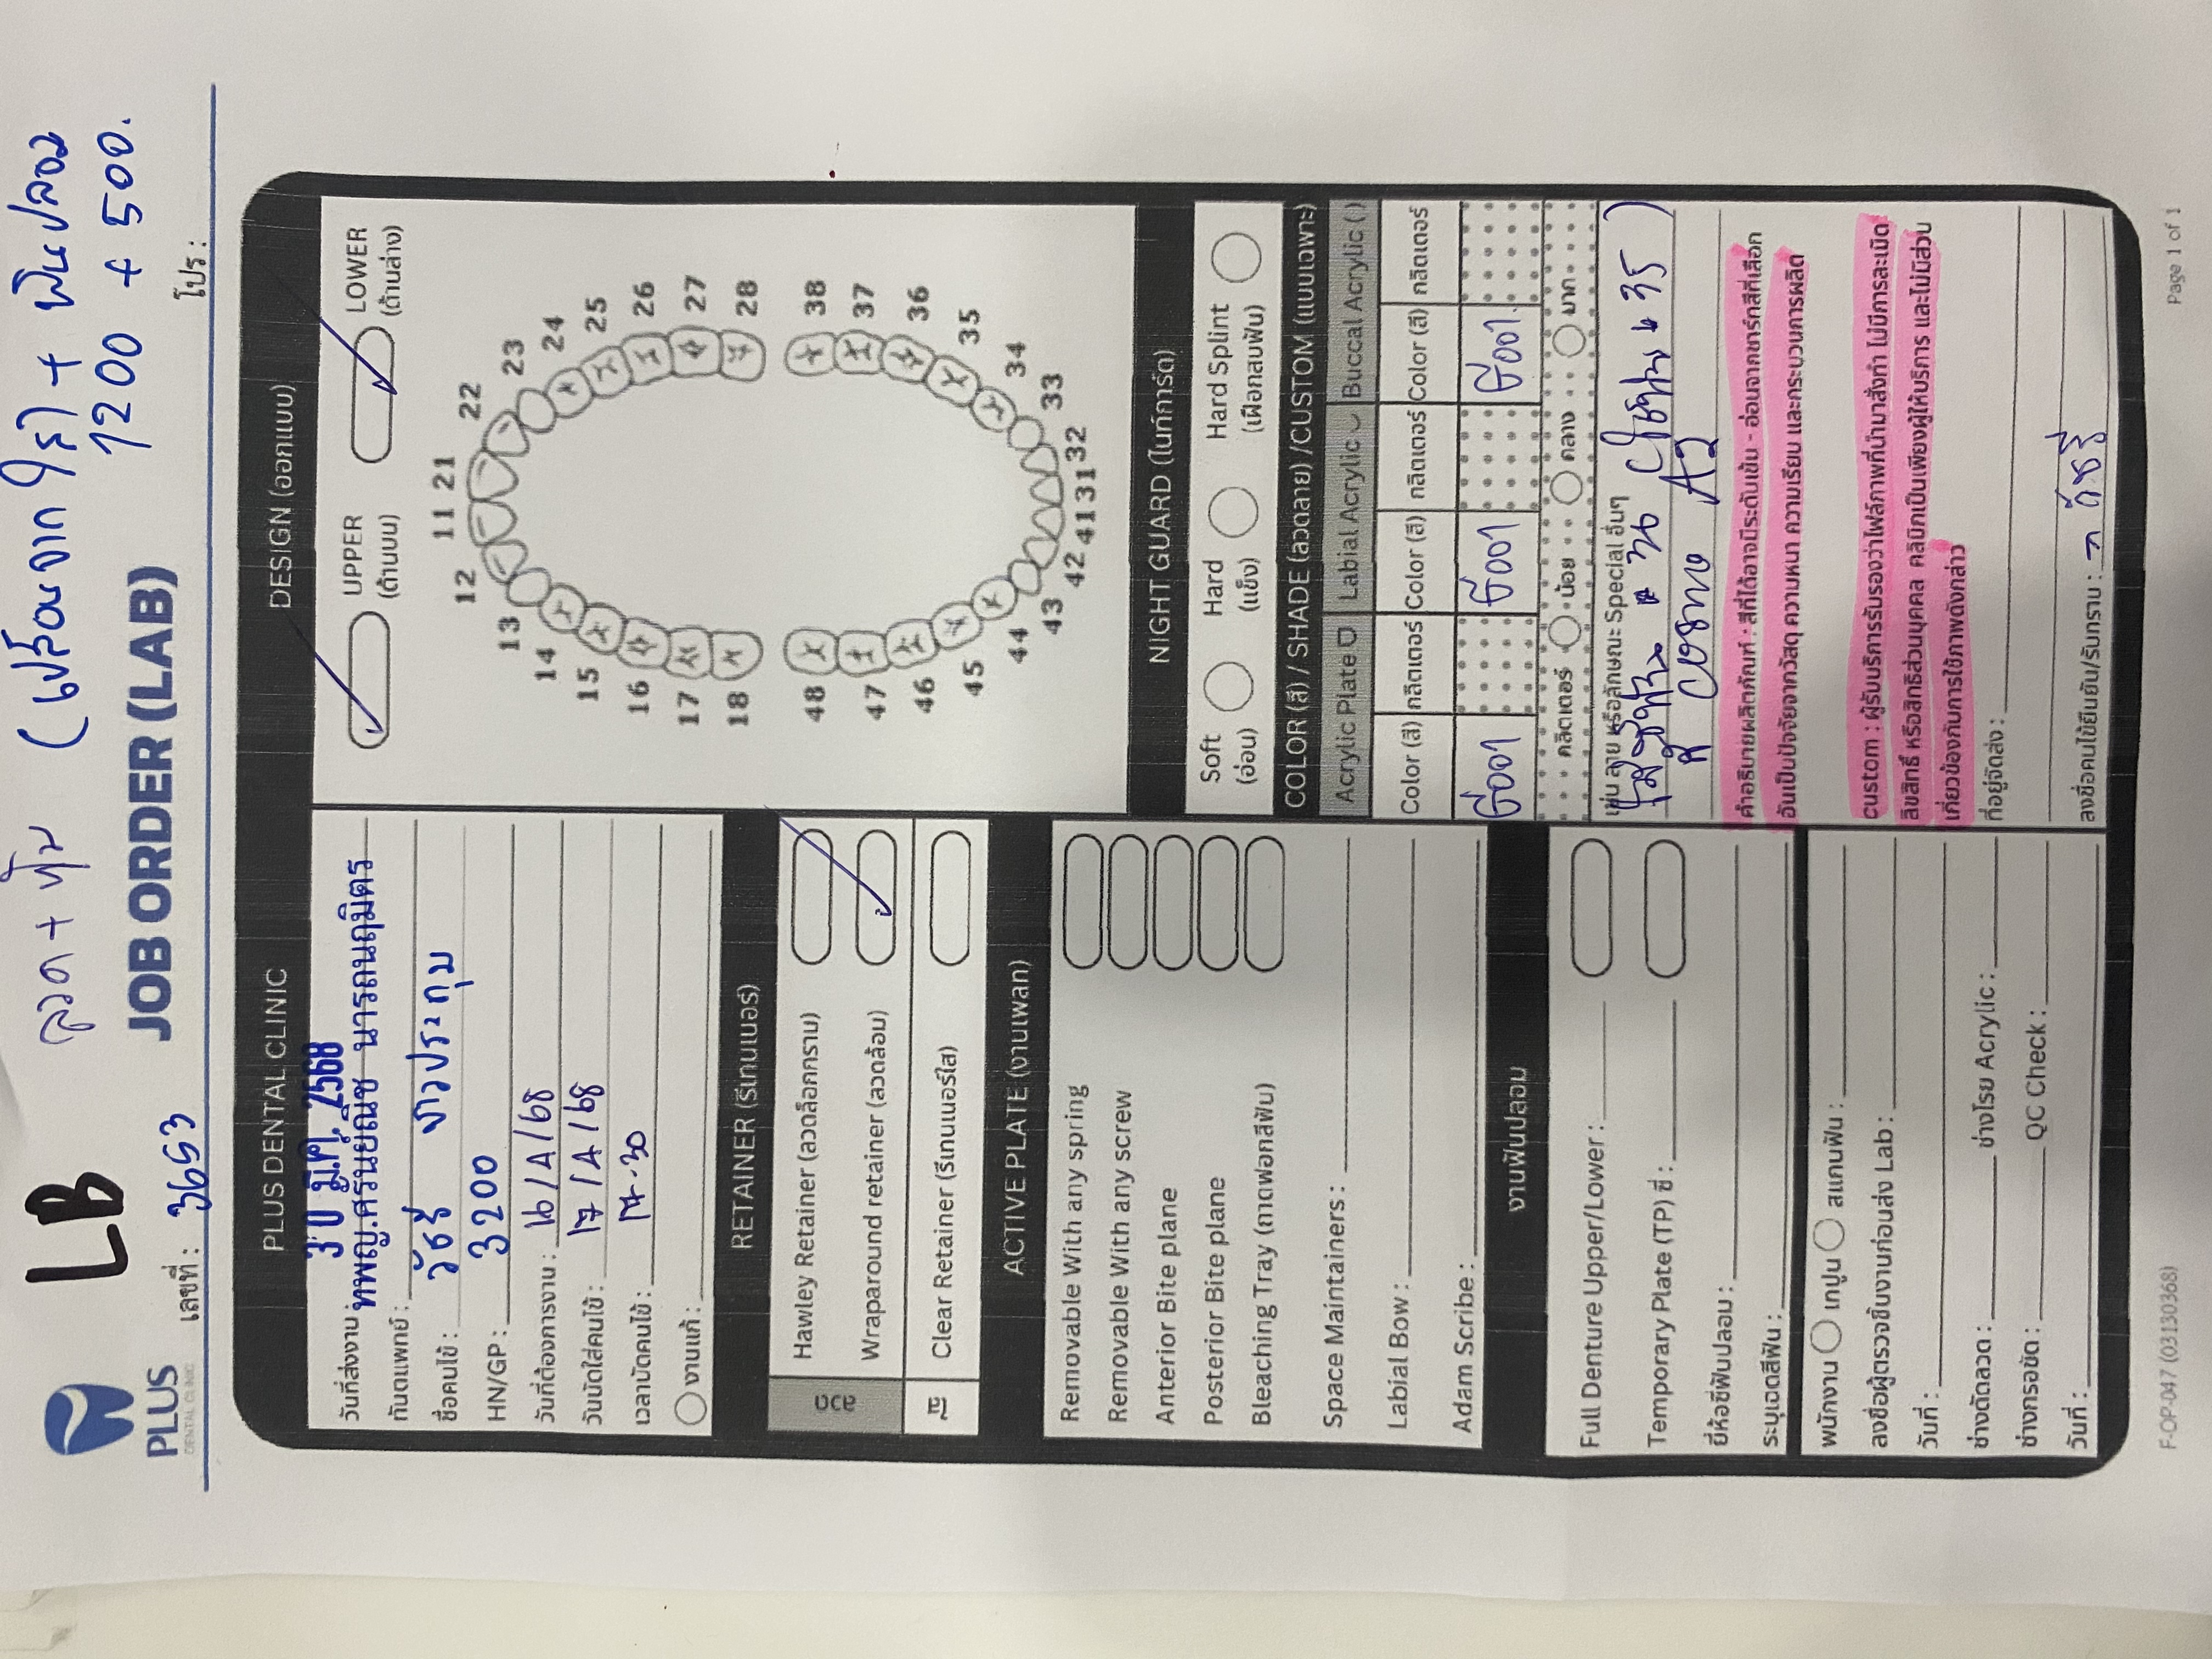 LB
ลวด + ทึบ (เปลี่ยนจาก ใส) + ฟันปลอม
1200 + 500.
PLUS
DENTAL CLINIC
JOB ORDER (LAB)
เลขที่ : 3653
โปร :
PLUS DENTAL CLINIC
วันที่ส่งงาน : 30 มี.ค. 2568
ทพญ.ศรันย์ณิช นารถนฤมิตร
ทันตแพทย์ :
ชื่อคนไข้ : วัชรี ขาวประทุม
HN/GP : 3200
วันที่ต้องการงาน : 16/4/68
วันนัดใส่คนไข้ : 17/4/68
เวลานัดคนไข้ : 17.30
งานแก้ :
RETAINER (รีเทนเนอร์)
ลวด
Hawley Retainer (ลวดล็อกกราม)
Wraparound retainer (ลวดล้อม)
ใส
Clear Retainer (รีเทนเนอร์ใส)
ACTIVE PLATE (งานเพลท)
Removable With any spring
Removable With any screw
Anterior Bite plane
Posterior Bite plane
Bleaching Tray (ถาดฟอกสีฟัน)
Space Maintainers :
Labial Bow :
Adam Scribe :
งานฟันปลอม
Full Denture Upper/Lower :
Temporary Plate (TP) ซี่ :
ยี่ห้อซี่ฟันปลอม :
ระบุเฉดสีฟัน :
พนักงาน เทปูน สแกนฟัน :
ลงชื่อผู้ตรวจชิ้นงานก่อนส่ง Lab :
วันที่ :
ช่างดัดลวด : ช่างโรย Acrylic :
ช่างกรอขัด : QC Check :
วันที่ :
DESIGN (ออกแบบ)
UPPER
(ด้านบน)
LOWER
(ด้านล่าง)
11 21
12 22
13 23
14 24
15 25
16 26
17 27
18 28
48 38
47 37
46 36
45 35
44 34
43 33
42 41 31 32
NIGHT GUARD (ไนท์การ์ด)
Soft
(อ่อน)
Hard
(แข็ง)
Hard Splint
(เฝือกสบฟัน)
COLOR (สี) / SHADE (ลวดลาย) /CUSTOM (แบบเฉพาะ)
Acrylic Plate Labial Acrylic Buccal Acrylic ( )
Color (สี) กลิตเตอร์ Color (สี) กลิตเตอร์ Color (สี) กลิตเตอร์
G001 G001 G001.
กลิตเตอร์ น้อย กลาง มาก
เช่น ลาย หรือลักษณะ Special อื่นๆ
ใส่ซี่ฟัน # 36 (ใช้ฟัน # 35)
สี cosmo A2
คำอธิบายผลิตภัณฑ์ : สีที่ได้อาจมีระดับเข้ม - อ่อนจากชาร์ทสีที่เลือก
อันเป็นปัจจัยจากวัสดุ ความหนา ความเรียบ และกระบวนการผลิต
custom : ผู้รับบริการรับรองว่าไฟล์ภาพที่นำมาสั่งทำ ไม่มีการละเมิด
ลิขสิทธิ์ หรือสิทธิส่วนบุคคล คลินิกเป็นเพียงผู้ให้บริการ และไม่มีส่วน
เกี่ยวข้องกับการใช้ภาพดังกล่าว
ที่อยู่จัดส่ง :
ลงชื่อคนไข้ยืนยัน/รับทราบ : วัชรี
F-OP-047 (03130368)
Page 1 of 1